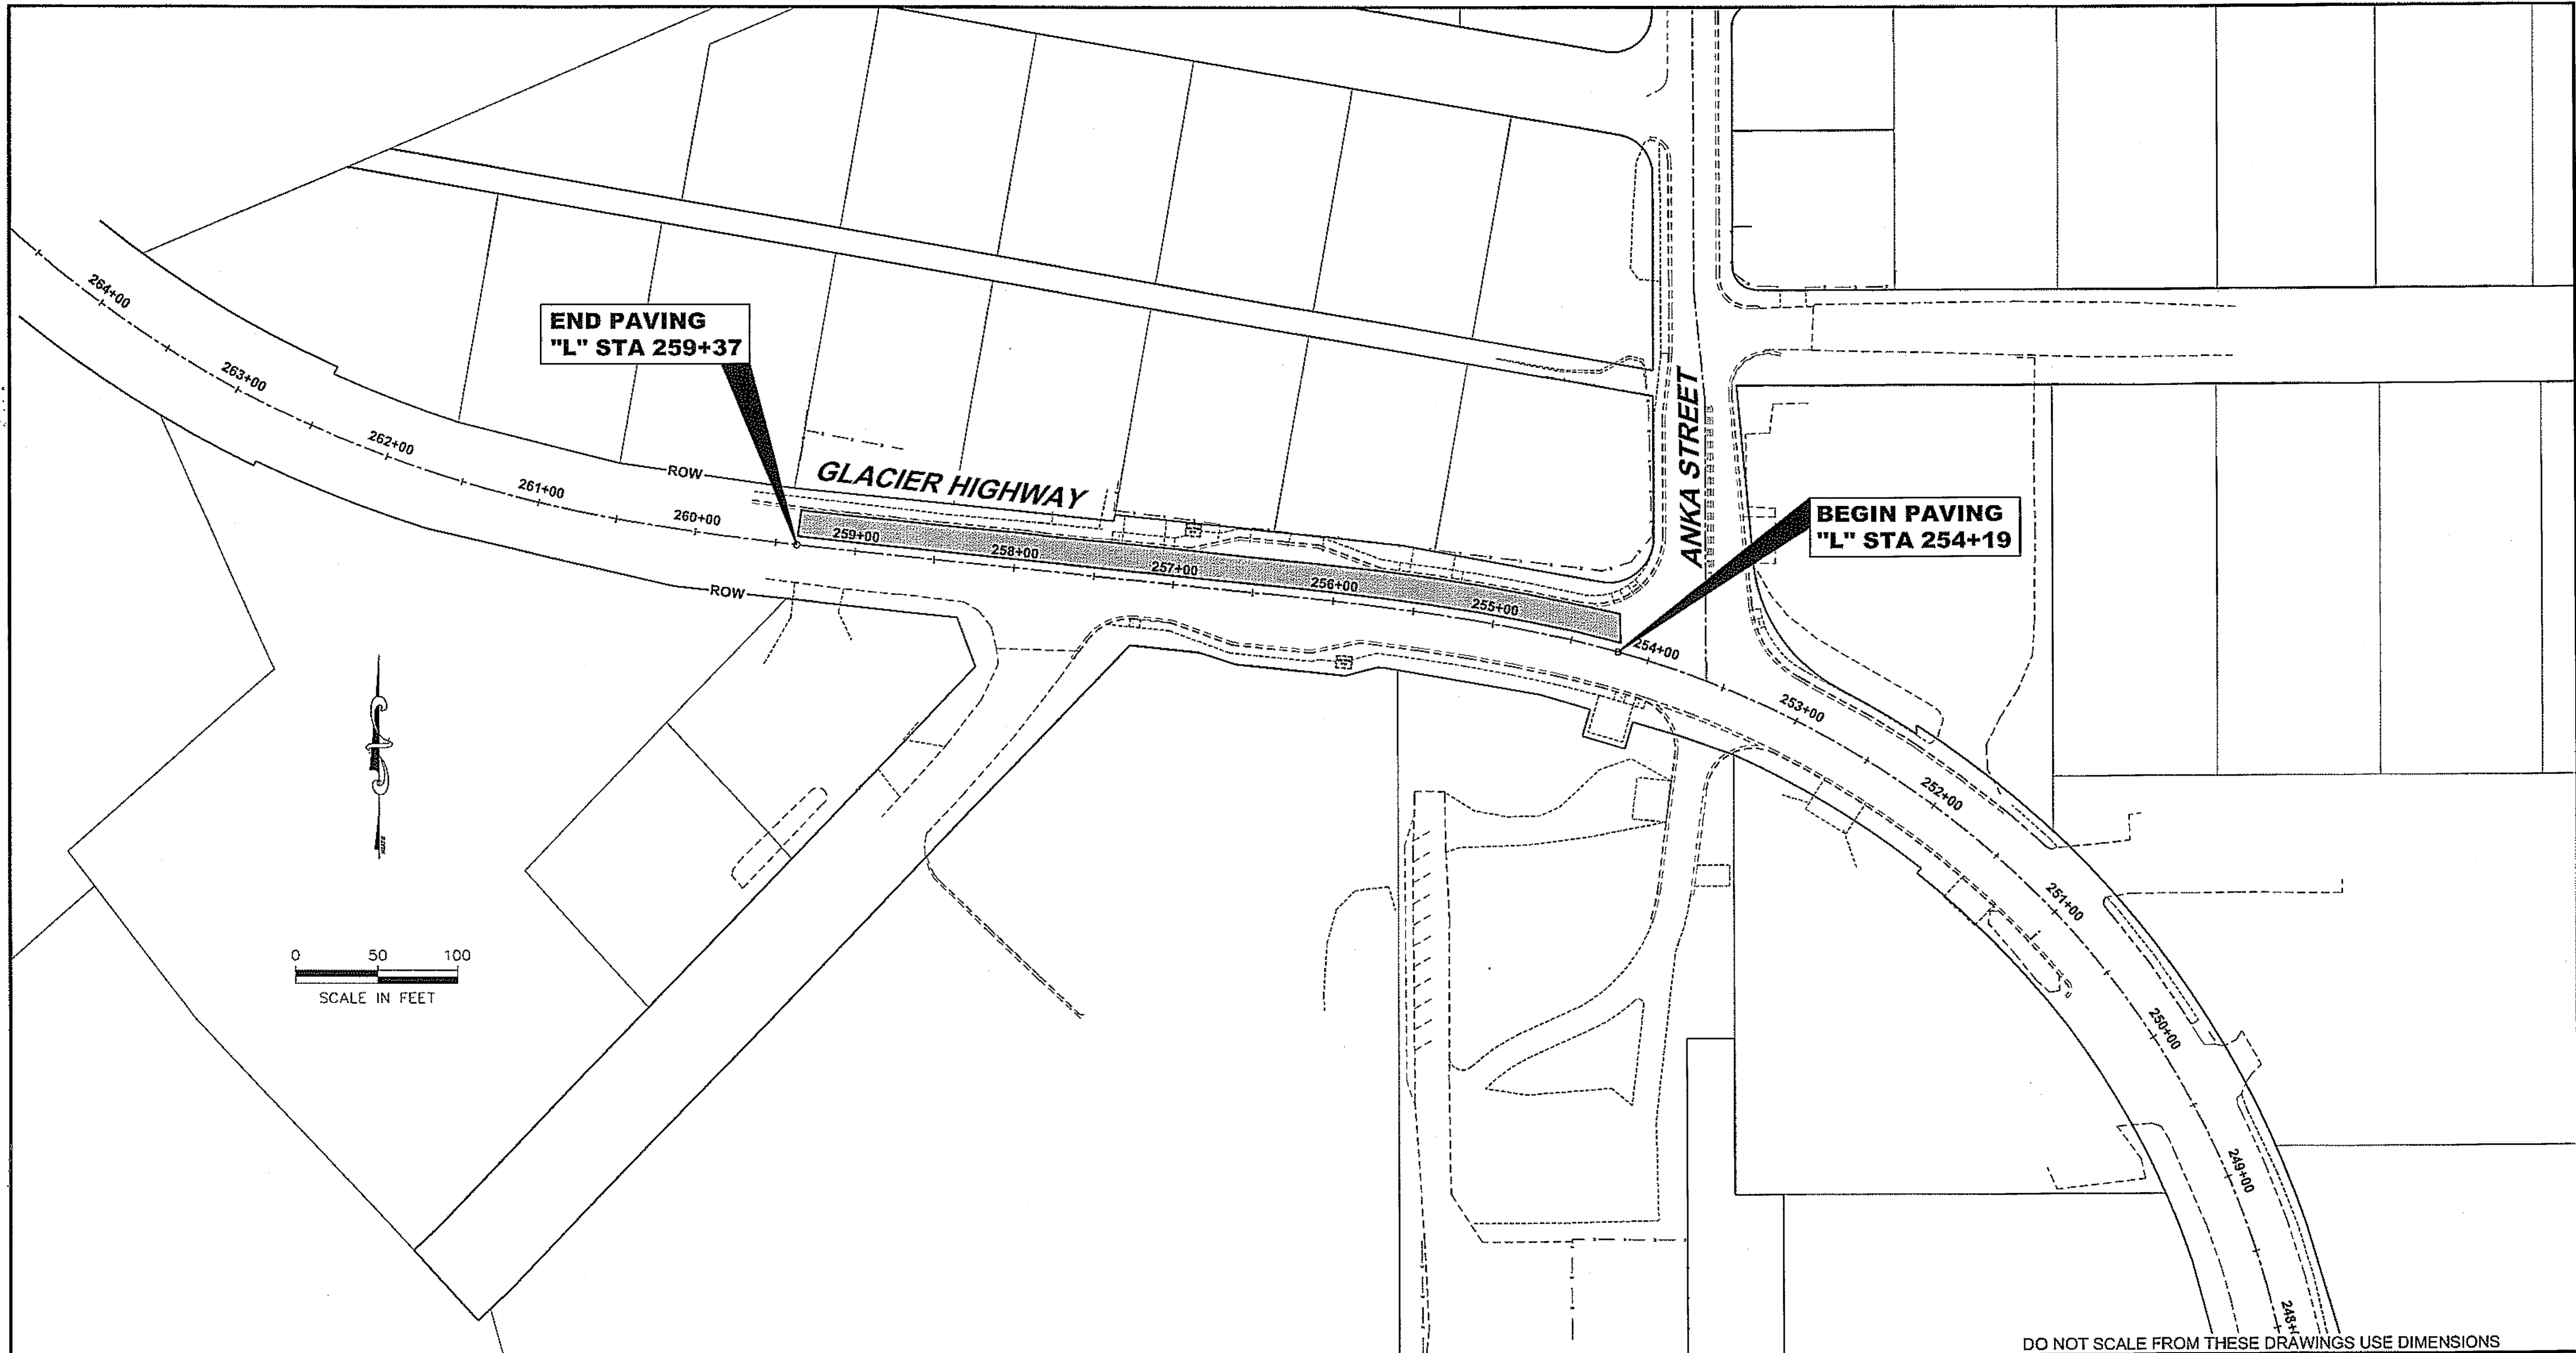 264+00
263+00
262+00
261+00
260+00
END PAVING
"L" STA 259+37
ROW
GLACIER HIGHWAY
259+00
258+00
257+00
256+00
255+00
254+00
ROW
ANKA STREET
BEGIN PAVING
"L" STA 254+19
253+00
252+00
251+00
250+00
249+00
NORTH
0 50 100
SCALE IN FEET
DO NOT SCALE FROM THESE DRAWINGS USE DIMENSIONS